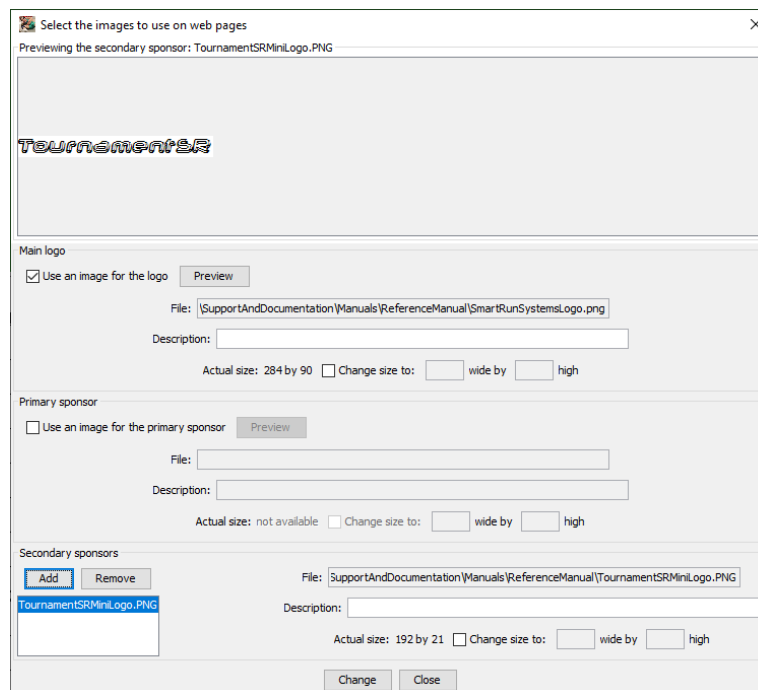 Select the images to use on web pages
Previewing the secondary sponsor: TournamentSRMiniLogo.PNG
TournamentSR
Main logo
Use an image for the logo Preview
File: \SupportAndDocumentation\Manuals\ReferenceManual\SmartRunSystemsLogo.png
Description:
Actual size: 284 by 90 Change size to: wide by high
Primary sponsor
Use an image for the primary sponsor Preview
File:
Description:
Actual size: not available Change size to: wide by high
Secondary sponsors
Add Remove File: SupportAndDocumentation\Manuals\ReferenceManual\TournamentSRMiniLogo.PNG
TournamentSRMiniLogo.PNG Description:
Actual size: 192 by 21 Change size to: wide by high
Change Close